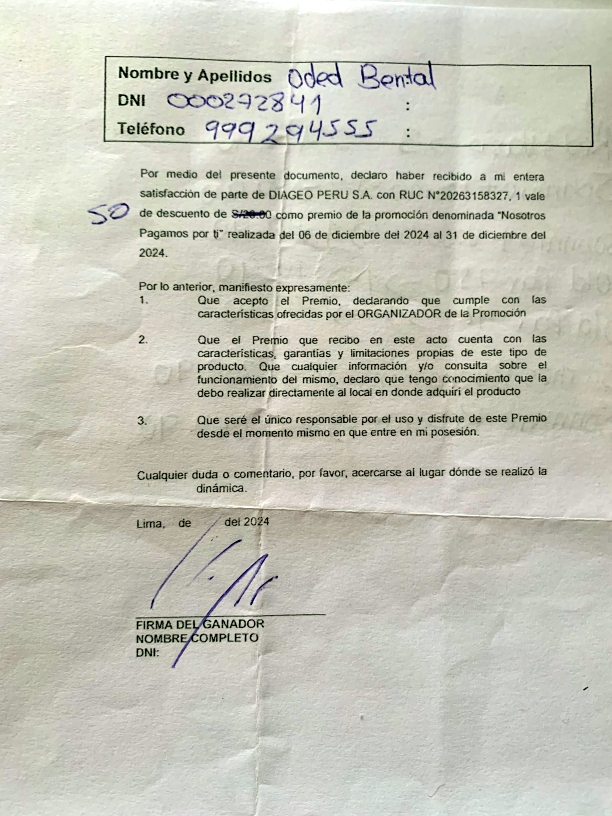 Nombre y Apellidos Oded Bental
DNI 000272841 :
Teléfono 999294555 :
Por medio del presente documento, declaro haber recibido a mi entera
satisfacción de parte de DIAGEO PERU S.A. con RUC N°20263158327, 1 vale
50 de descuento de S/20.00 como premio de la promoción denominada "Nosotros
Pagamos por ti" realizada del 06 de diciembre del 2024 al 31 de diciembre del
2024.
Por lo anterior, manifiesto expresamente:
1. Que acepto el Premio, declarando que cumple con las
características ofrecidas por el ORGANIZADOR de la Promoción
2. Que el Premio que recibo en este acto cuenta con las
características, garantías y limitaciones propias de este tipo de
producto. Que cualquier información y/o consulta sobre el
funcionamiento del mismo, declaro que tengo conocimiento que la
debo realizar directamente al local en donde adquirí el producto
3. Que seré el único responsable por el uso y disfrute de este Premio
desde el momento mismo en que entre en mi posesión.
Cualquier duda o comentario, por favor, acercarse al lugar dónde se realizó la
dinámica.
Lima, de del 2024
FIRMA DEL GANADOR
NOMBRE COMPLETO
DNI: